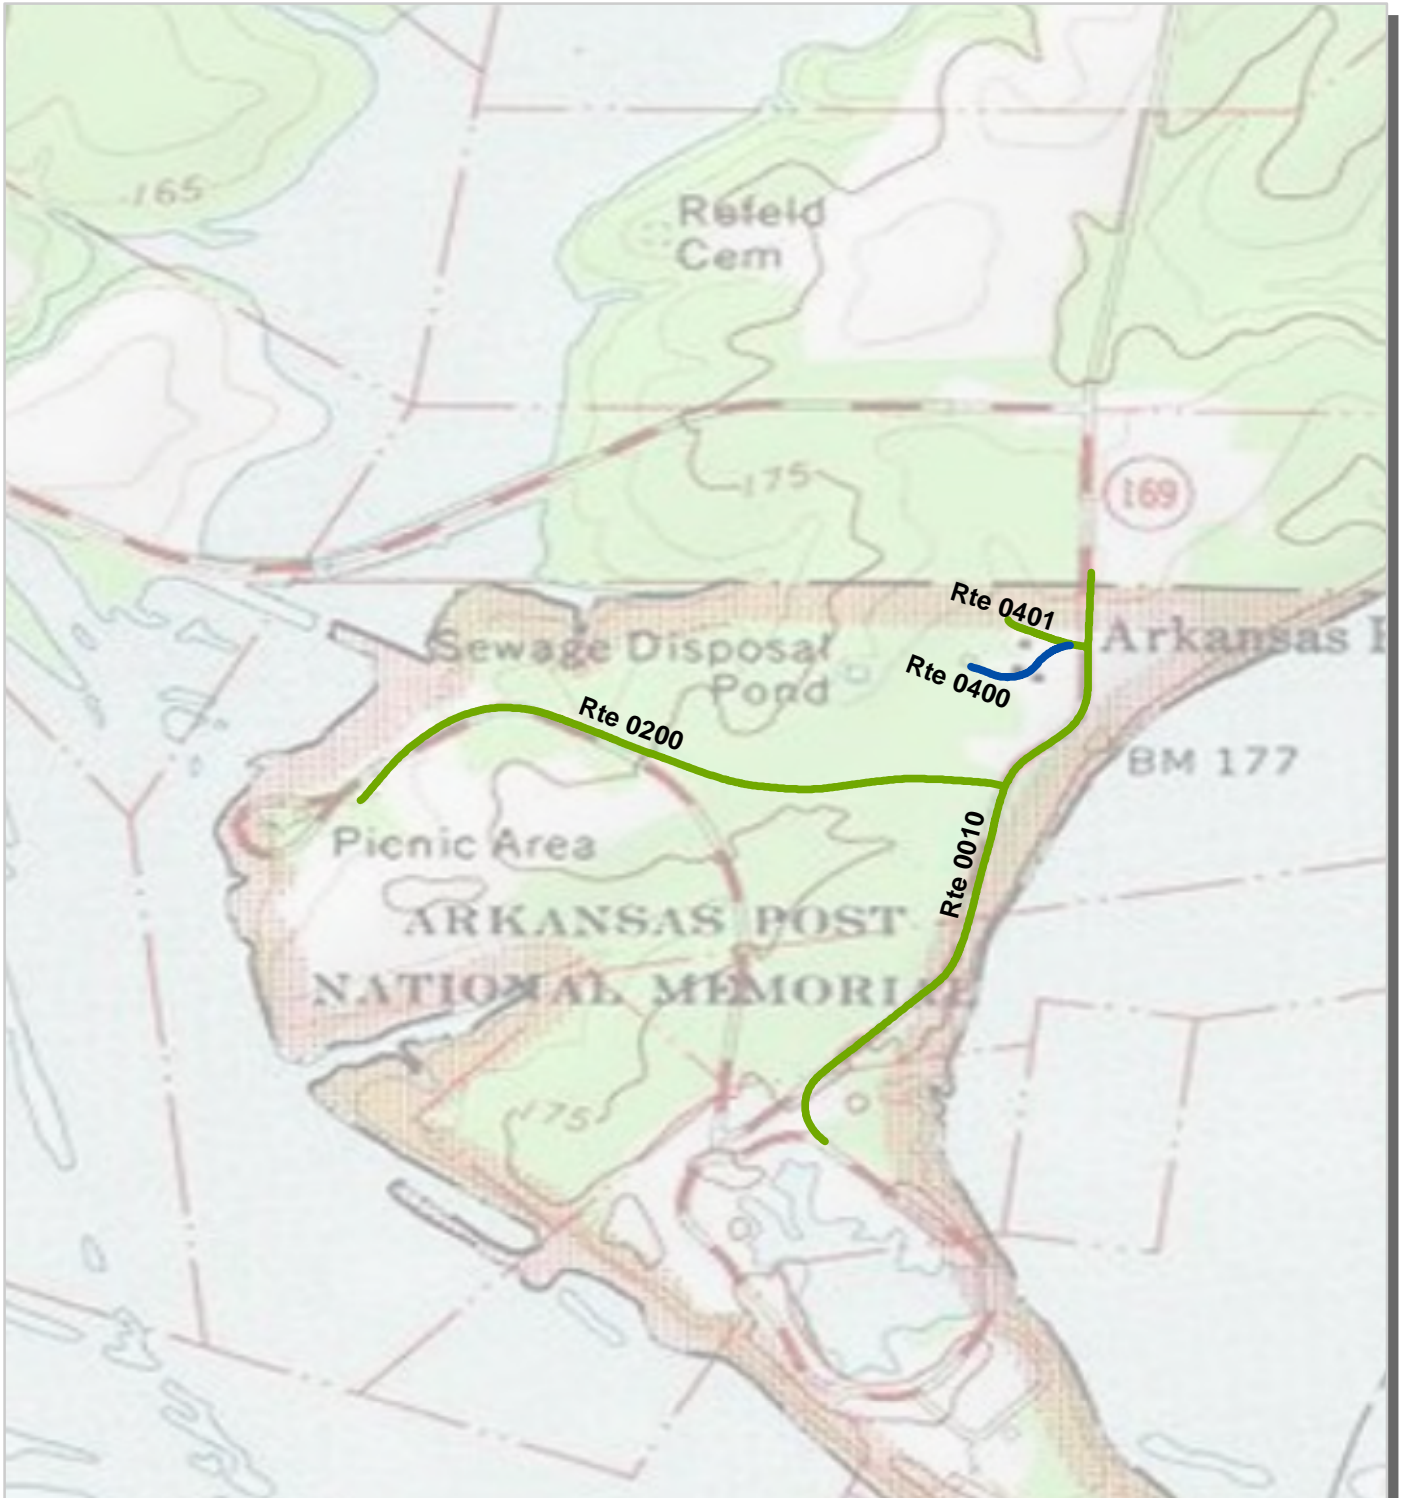 165
Refeld
Cem
175
169
Rte 0401
Arkansas
Sewage Disposal
Pond
Rte 0400
Rte 0200
BM 177
Picnic Area
Rte 0010
ARKANSAS POST
NATIONAL MEMORIAL
175